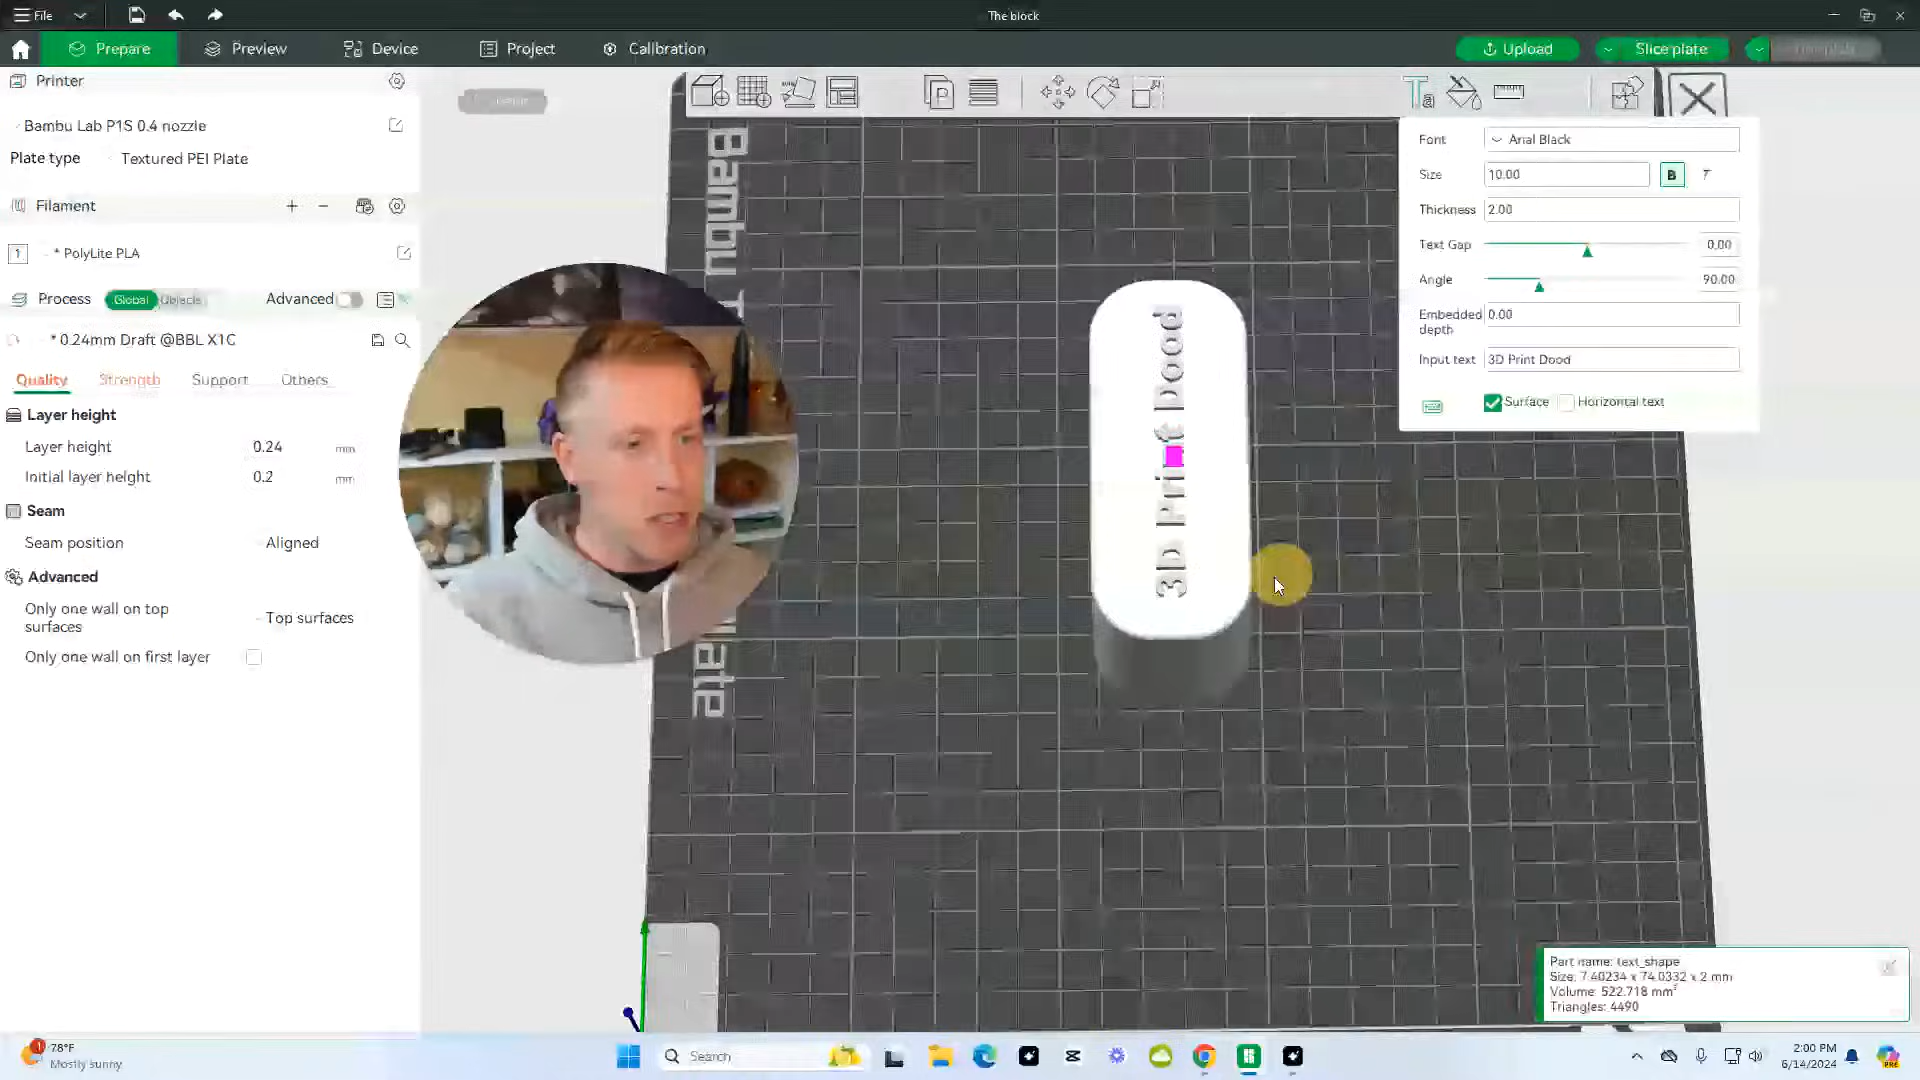 File
The block
Prepare
Preview
Device
Project
Calibration
Upload
Slice plate
Printer
Bambu Lab P1S 0.4 nozzle
Plate type
Textured PEI Plate
Filament
1
* PolyLite PLA
Process
Global
Objects
Advanced
* 0.24mm Draft @BBL X1C
Quality
Strength
Support
Others
Layer height
Layer height
0.24
mm
Initial layer height
0.2
mm
Seam
Seam position
Aligned
Advanced
Only one wall on top
surfaces
Top surfaces
Only one wall on first layer
Bambu
3D Print Dood
Font
Arial Black
Size
10.00
B
T
Thickness
2.00
Text Gap
0.00
Angle
90.00
Embedded
depth
0.00
Input text
3D Print Dood
Surface
Horizontal text
Part name: text_shape
Size: 7.40234 x 74.0332 x 2 mm
Volume: 522.718 mm³
Triangles: 4490
1
78°F
Mostly sunny
Search
2:00 PM
6/14/2024
PRE